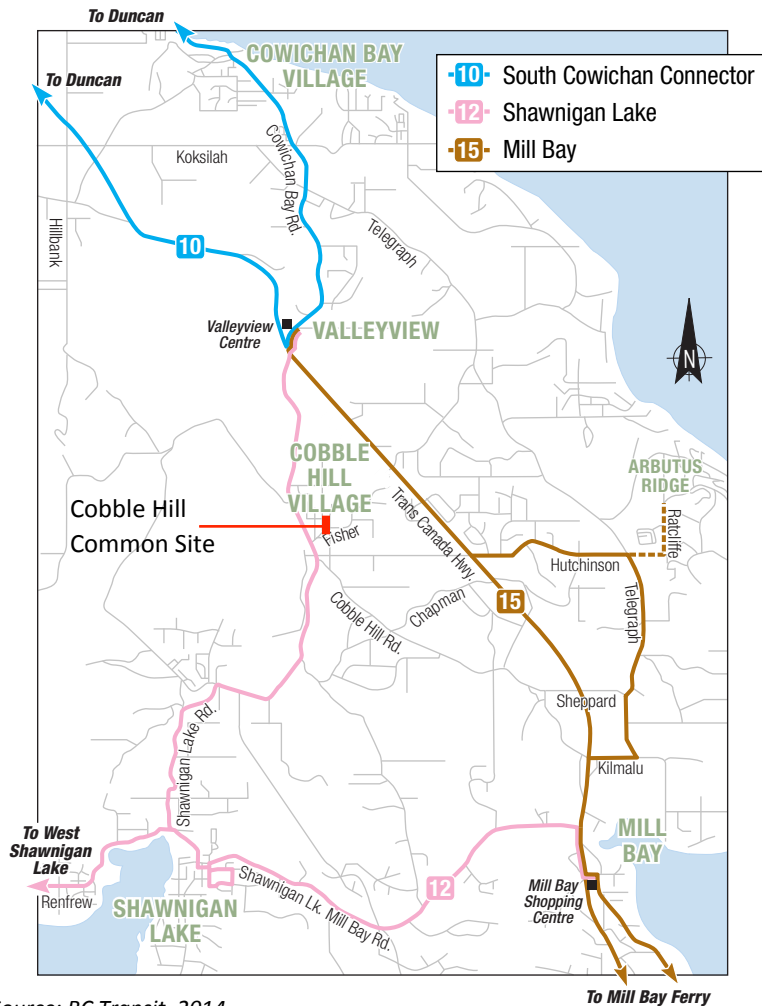 To Duncan
To Duncan
COWICHAN BAY
VILLAGE
-10- South Cowichan Connector
-12- Shawnigan Lake
-15- Mill Bay
Koksilah
Cowichan Bay Rd.
Telegraph
Hillbank
10
Valleyview
Centre
VALLEYVIEW
N
COBBLE
HILL
VILLAGE
ARBUTUS
RIDGE
Cobble Hill
Common Site
Fisher
Trans Canada Hwy.
Ratcliffe
Hutchinson
Chapman
15
Telegraph
Cobble Hill Rd.
Sheppard
Shawnigan Lake Rd.
Kilmalu
To West
Shawnigan
Lake
MILL
BAY
Renfrew
SHAWNIGAN
LAKE
Shawnigan Lk. Mill Bay Rd.
12
Mill Bay
Shopping
Centre
To Mill Bay Ferry
Source: BC Transit, 2014